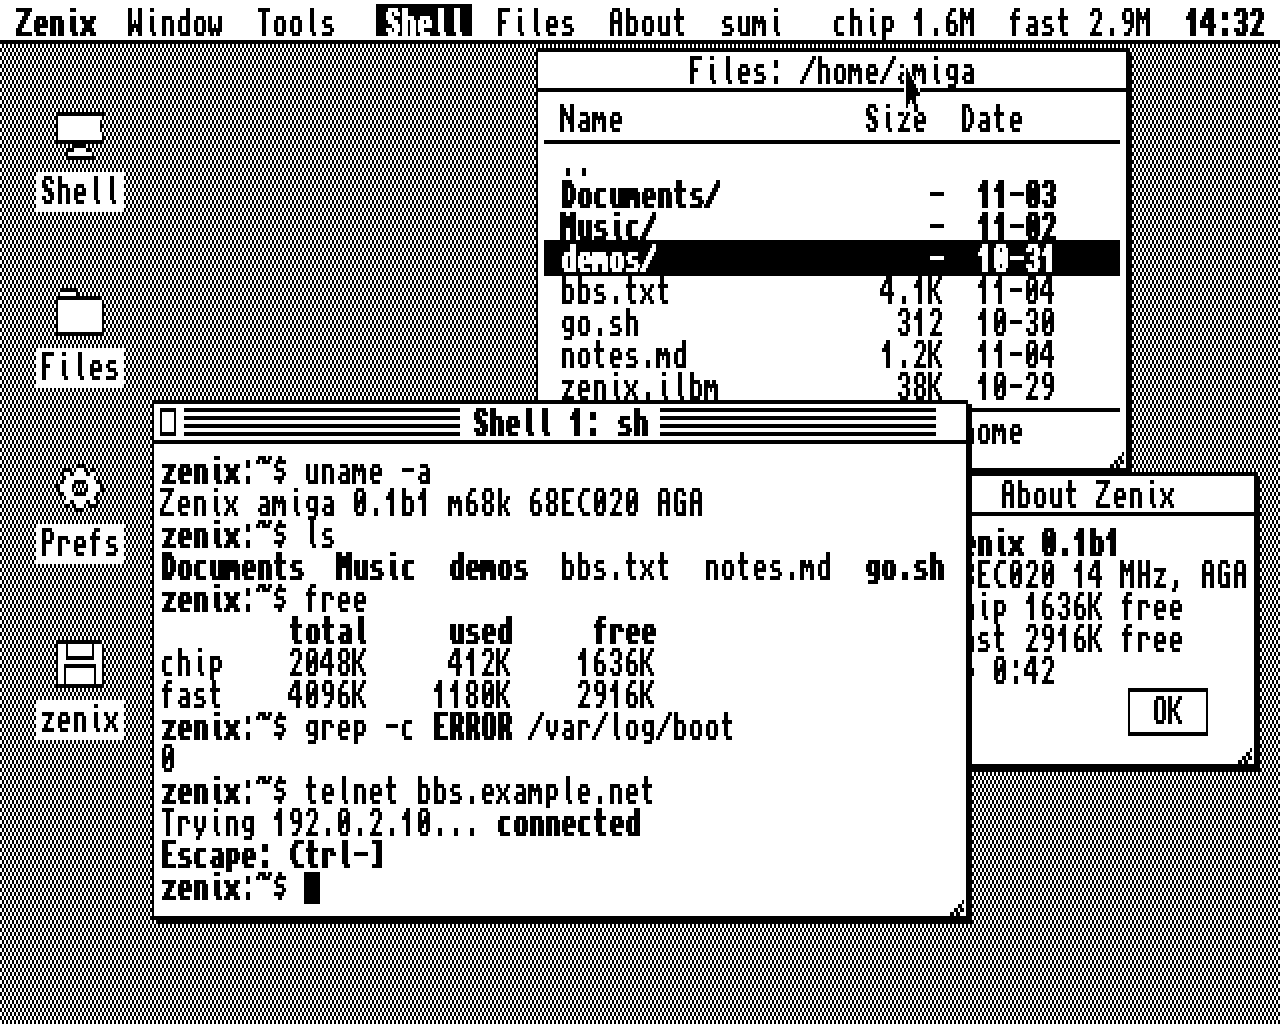 Zenix Window Tools Shell Files About sumi chip 1.6M fast 2.9M 14:32
Shell
Files
Prefs
zenix
Files: /home/amiga
Name Size Date
..
Documents/ - 11-03
Music/ - 11-02
demos/ - 10-31
bbs.txt 4.1K 11-04
go.sh 312 10-30
notes.md 1.2K 11-04
zenix.ilbm 38K 10-29
ome
Shell 1: sh
zenix:~$ uname -a
Zenix amiga 0.1b1 m68k 68EC020 AGA
zenix:~$ ls
Documents Music demos bbs.txt notes.md go.sh
zenix:~$ free
total used free
chip 2048K 412K 1636K
fast 4096K 1180K 2916K
zenix:~$ grep -c ERROR /var/log/boot
0
zenix:~$ telnet bbs.example.net
Trying 192.0.2.10... connected
Escape: Ctrl-]
zenix:~$
About Zenix
enix 0.1b1
EC020 14 MHz, AGA
ip 1636K free
st 2916K free
0:42
OK